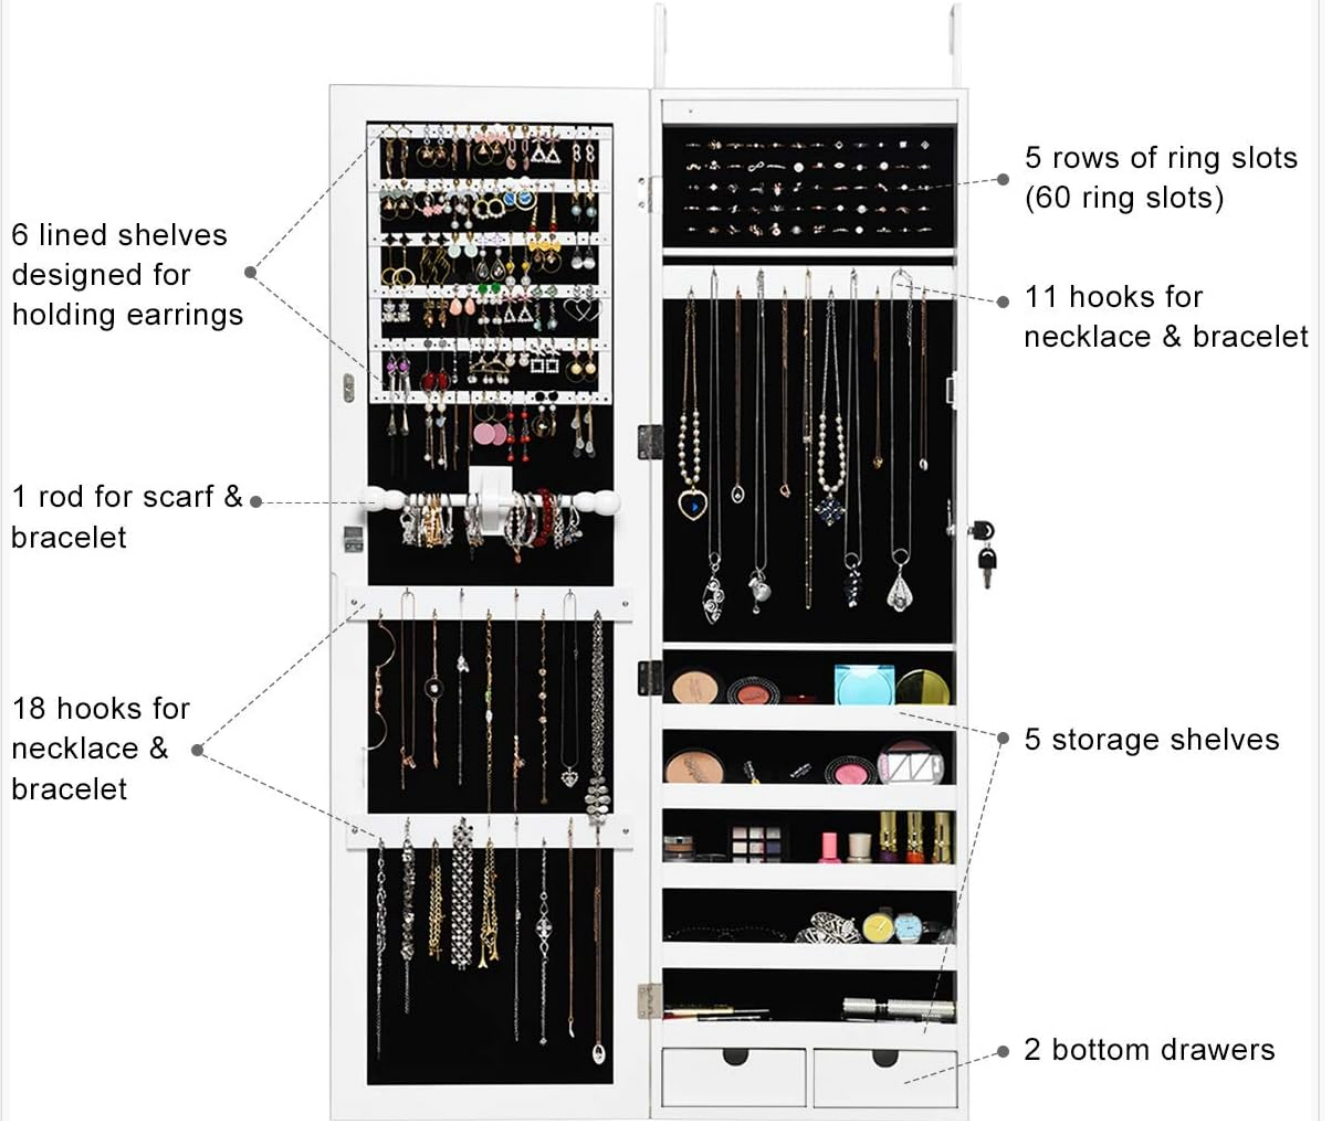 6 lined shelves
designed for
holding earrings
1 rod for scarf &
bracelet
18 hooks for
necklace &
bracelet
5 rows of ring slots
(60 ring slots)
11 hooks for
necklace & bracelet
5 storage shelves
2 bottom drawers